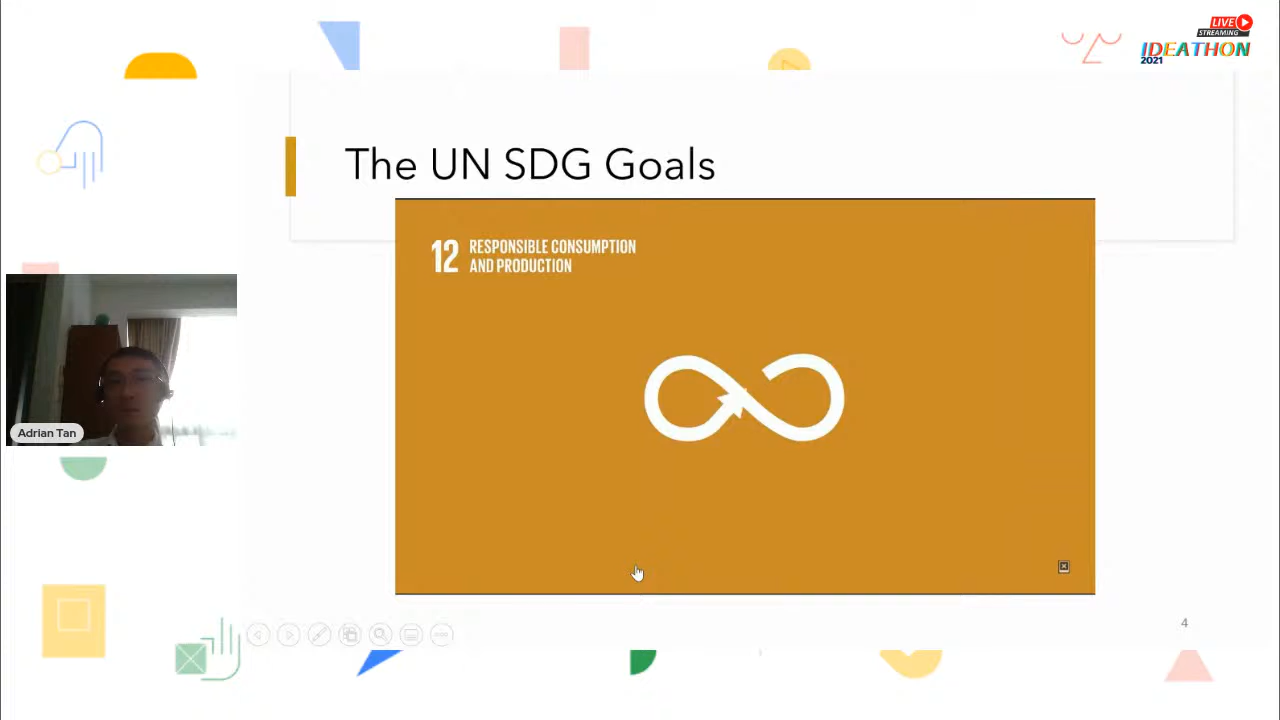 LIVE
STREAMING
IDEATHON
2021
The UN SDG Goals
12 RESPONSIBLE CONSUMPTION
AND PRODUCTION
Adrian Tan
4